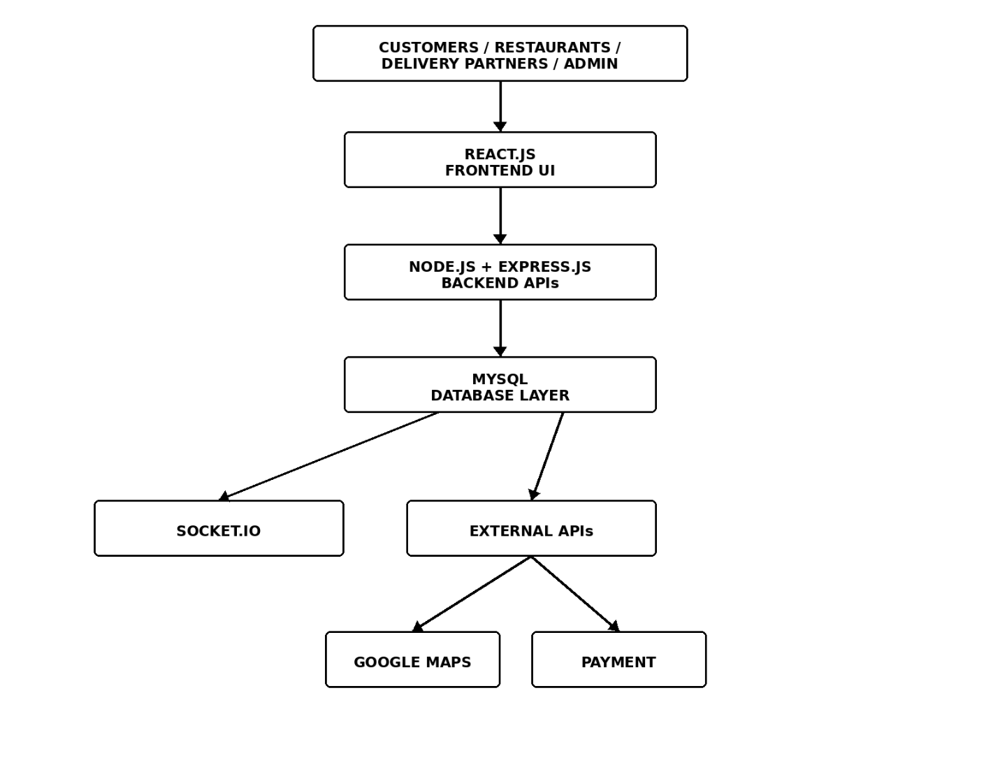 CUSTOMERS / RESTAURANTS /
DELIVERY PARTNERS / ADMIN
REACT.JS
FRONTEND UI
NODE.JS + EXPRESS.JS
BACKEND APIs
MYSQL
DATABASE LAYER
SOCKET.IO
EXTERNAL APIs
GOOGLE MAPS
PAYMENT